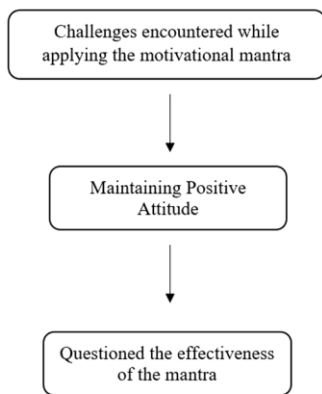 Challenges encountered while
applying the motivational mantra
Maintaining Positive
Attitude
Questioned the effectiveness
of the mantra